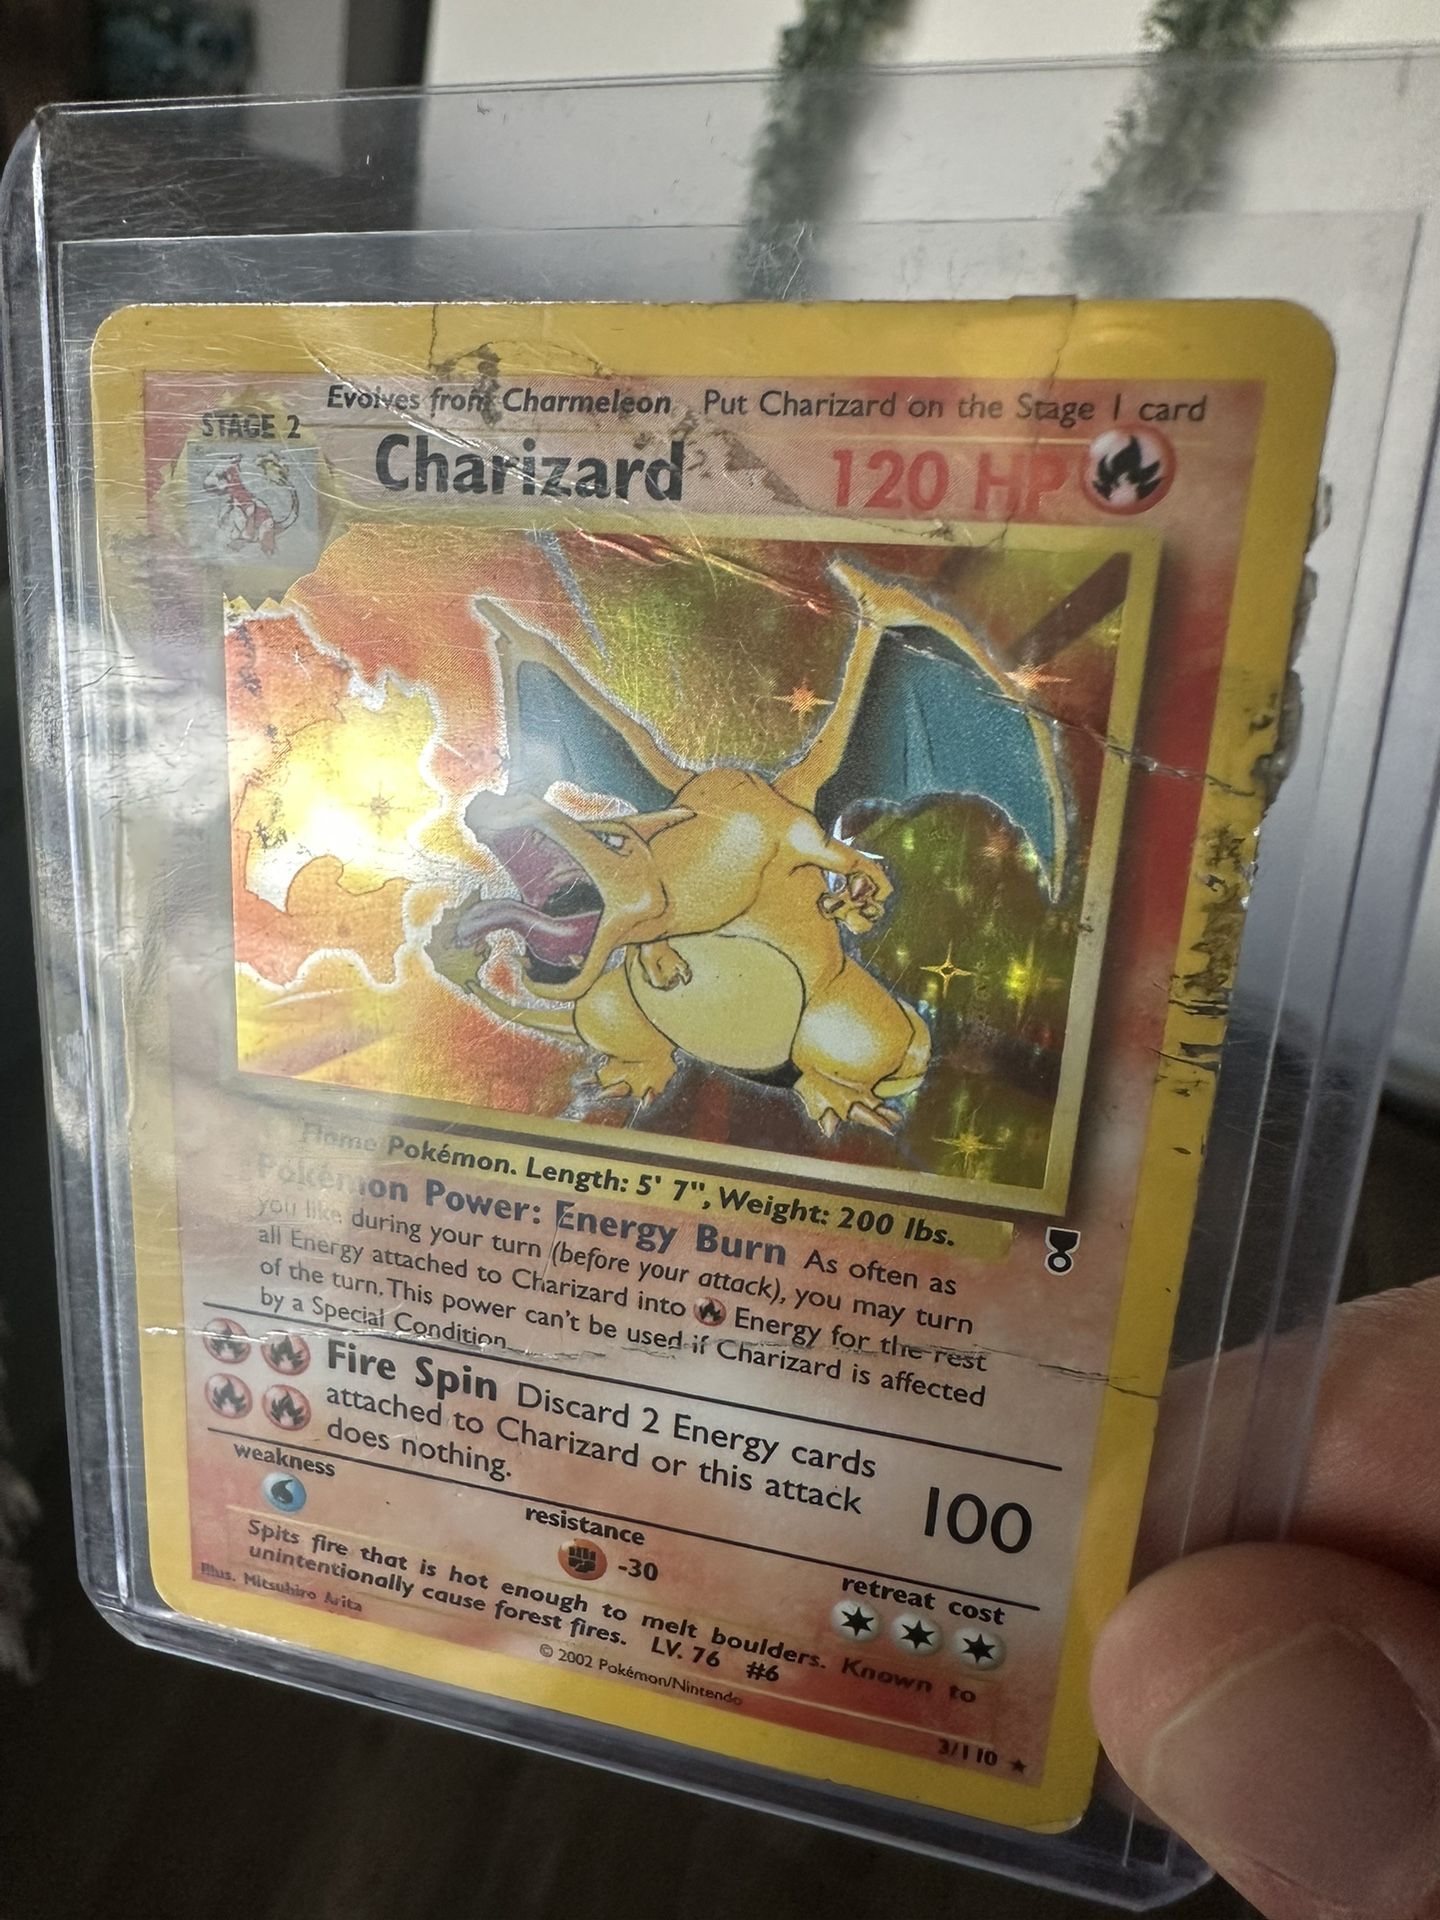 Evolves from Charmeleon Put Charizard on the Stage 1 card
STAGE 2
Charizard 120 HP
Flame Pokémon. Length: 5' 7", Weight: 200 lbs.
Pokémon Power: Energy Burn As often as
you like during your turn (before your attack), you may turn
all Energy attached to Charizard into Energy for the rest
of the turn. This power can't be used if Charizard is affected
by a Special Condition.
Fire Spin Discard 2 Energy cards
attached to Charizard or this attack
does nothing.
100
weakness
resistance
-30
retreat cost
Spits fire that is hot enough to melt boulders. Known to
unintentionally cause forest fires. LV. 76 #6
Illus. Mitsuhiro Arita
© 2002 Pokémon/Nintendo
3/110